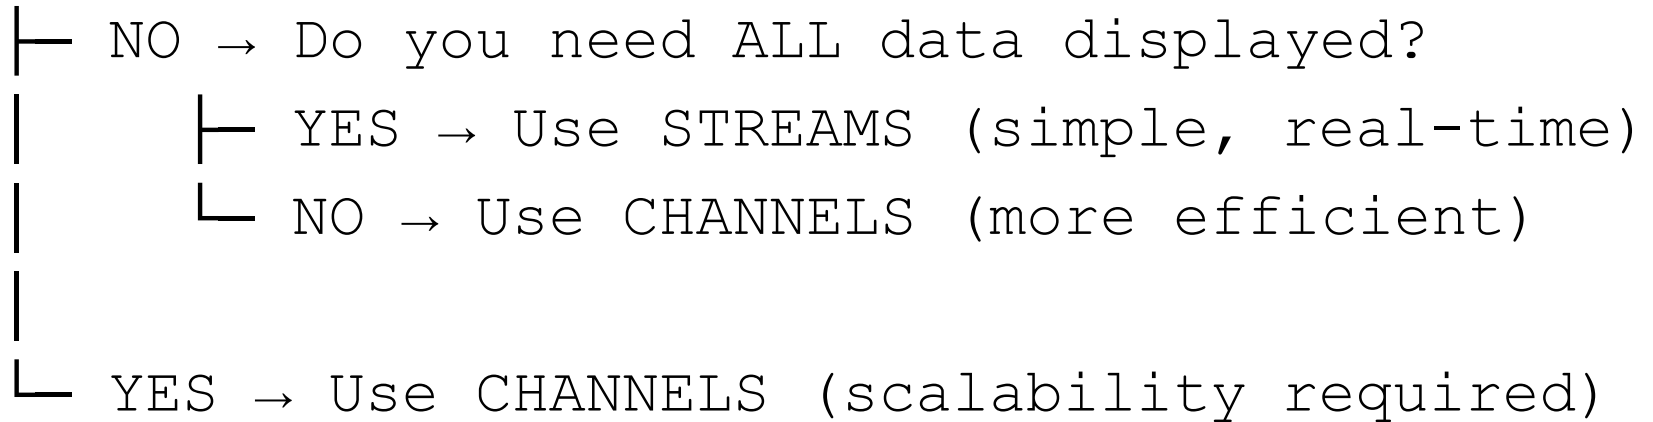 ├─ NO → Do you need ALL data displayed?
│    ├─ YES → Use STREAMS (simple, real-time)
│    └─ NO → Use CHANNELS (more efficient)
│
└─ YES → Use CHANNELS (scalability required)